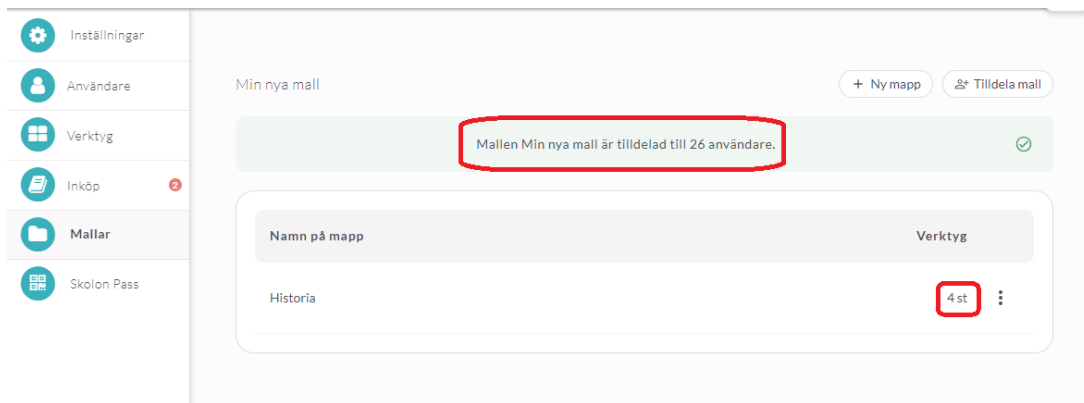 Inställningar
Användare
Verktyg
Inköp 2
Mallar
Skolon Pass
Min nya mall
+ Ny mapp
Tilldela mall
Mallen Min nya mall är tilldelad till 26 användare.
Namn på mapp Verktyg
Historia 4 st